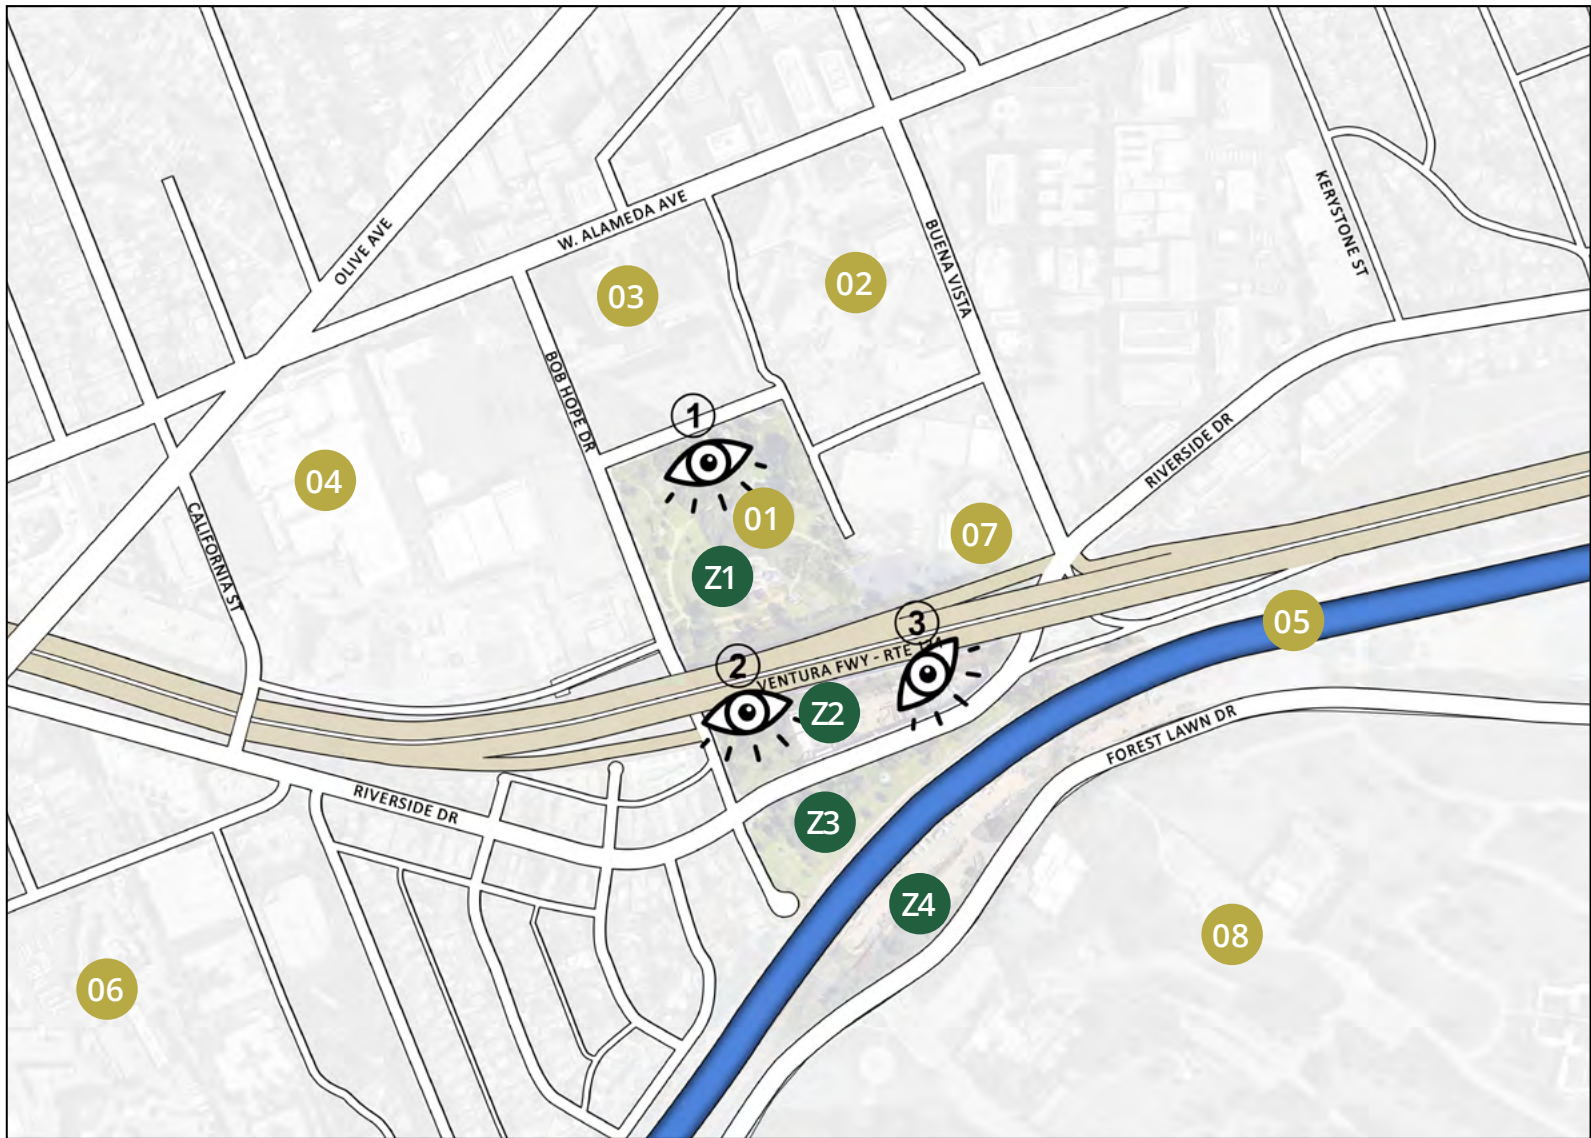 OLIVE AVE
W. ALAMEDA AVE
KERYSTONE ST
BUENA VISTA
02
03
BOB HOPE DR
1
RIVERSIDE DR
04
CALIFORNIA ST
01
07
Z1
05
3
VENTURA FWY - RTE
2
Z2
FOREST LAWN DR
RIVERSIDE DR
Z3
Z4
08
06